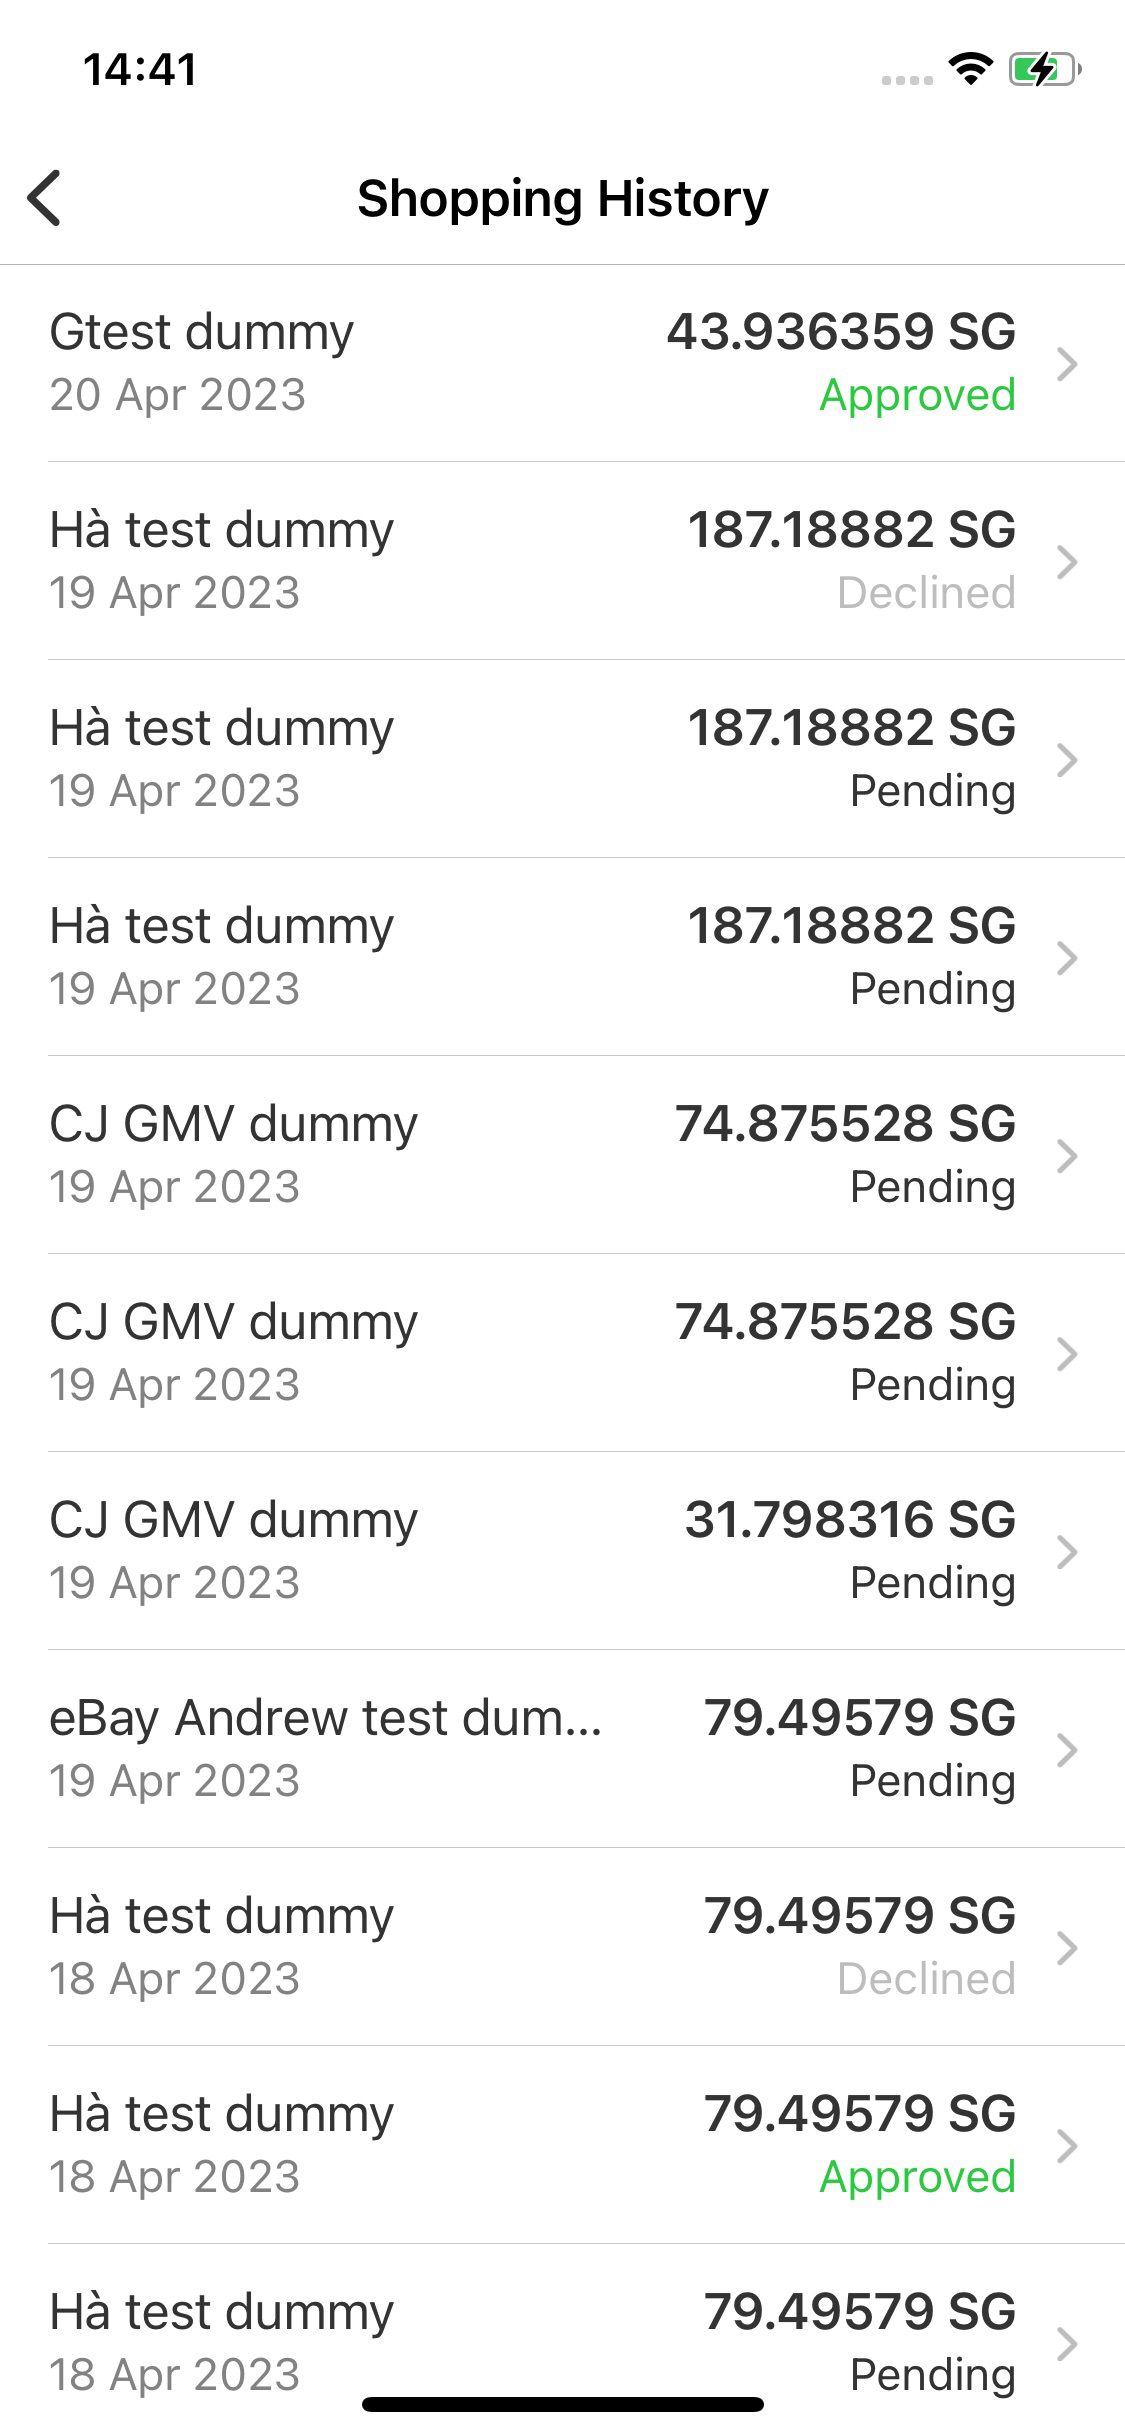 14:41
Shopping History
Gtest dummy 43.936359 SG
20 Apr 2023 Approved
Hà test dummy 187.18882 SG
19 Apr 2023 Declined
Hà test dummy 187.18882 SG
19 Apr 2023 Pending
Hà test dummy 187.18882 SG
19 Apr 2023 Pending
CJ GMV dummy 74.875528 SG
19 Apr 2023 Pending
CJ GMV dummy 74.875528 SG
19 Apr 2023 Pending
CJ GMV dummy 31.798316 SG
19 Apr 2023 Pending
eBay Andrew test dum... 79.49579 SG
19 Apr 2023 Pending
Hà test dummy 79.49579 SG
18 Apr 2023 Declined
Hà test dummy 79.49579 SG
18 Apr 2023 Approved
Hà test dummy 79.49579 SG
18 Apr 2023 Pending